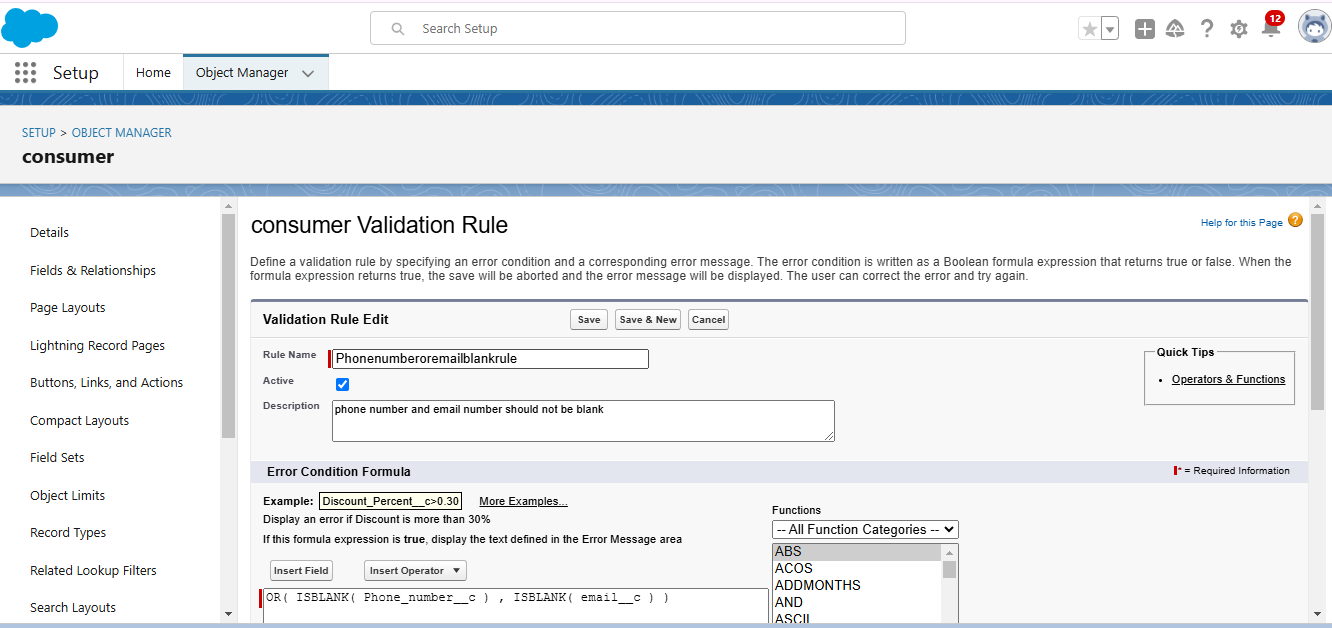 Search Setup
12
Setup
Home
Object Manager
SETUP > OBJECT MANAGER
consumer
Details
Fields & Relationships
Page Layouts
Lightning Record Pages
Buttons, Links, and Actions
Compact Layouts
Field Sets
Object Limits
Record Types
Related Lookup Filters
Search Layouts
consumer Validation Rule
Help for this Page ?
Define a validation rule by specifying an error condition and a corresponding error message. The error condition is written as a Boolean formula expression that returns true or false. When the
formula expression returns true, the save will be aborted and the error message will be displayed. The user can correct the error and try again.
Validation Rule Edit
Save
Save & New
Cancel
Rule Name
Phonenumberoremailblankrule
Active
Description
phone number and email number should not be blank
Quick Tips
• Operators & Functions
Error Condition Formula
* = Required Information
Example:
Discount_Percent__c>0.30
More Examples...
Display an error if Discount is more than 30%
If this formula expression is true, display the text defined in the Error Message area
Insert Field
Insert Operator
OR( ISBLANK( Phone_number__c ) , ISBLANK( email__c ) )
Functions
-- All Function Categories --
ABS
ACOS
ADDMONTHS
AND
ASCII